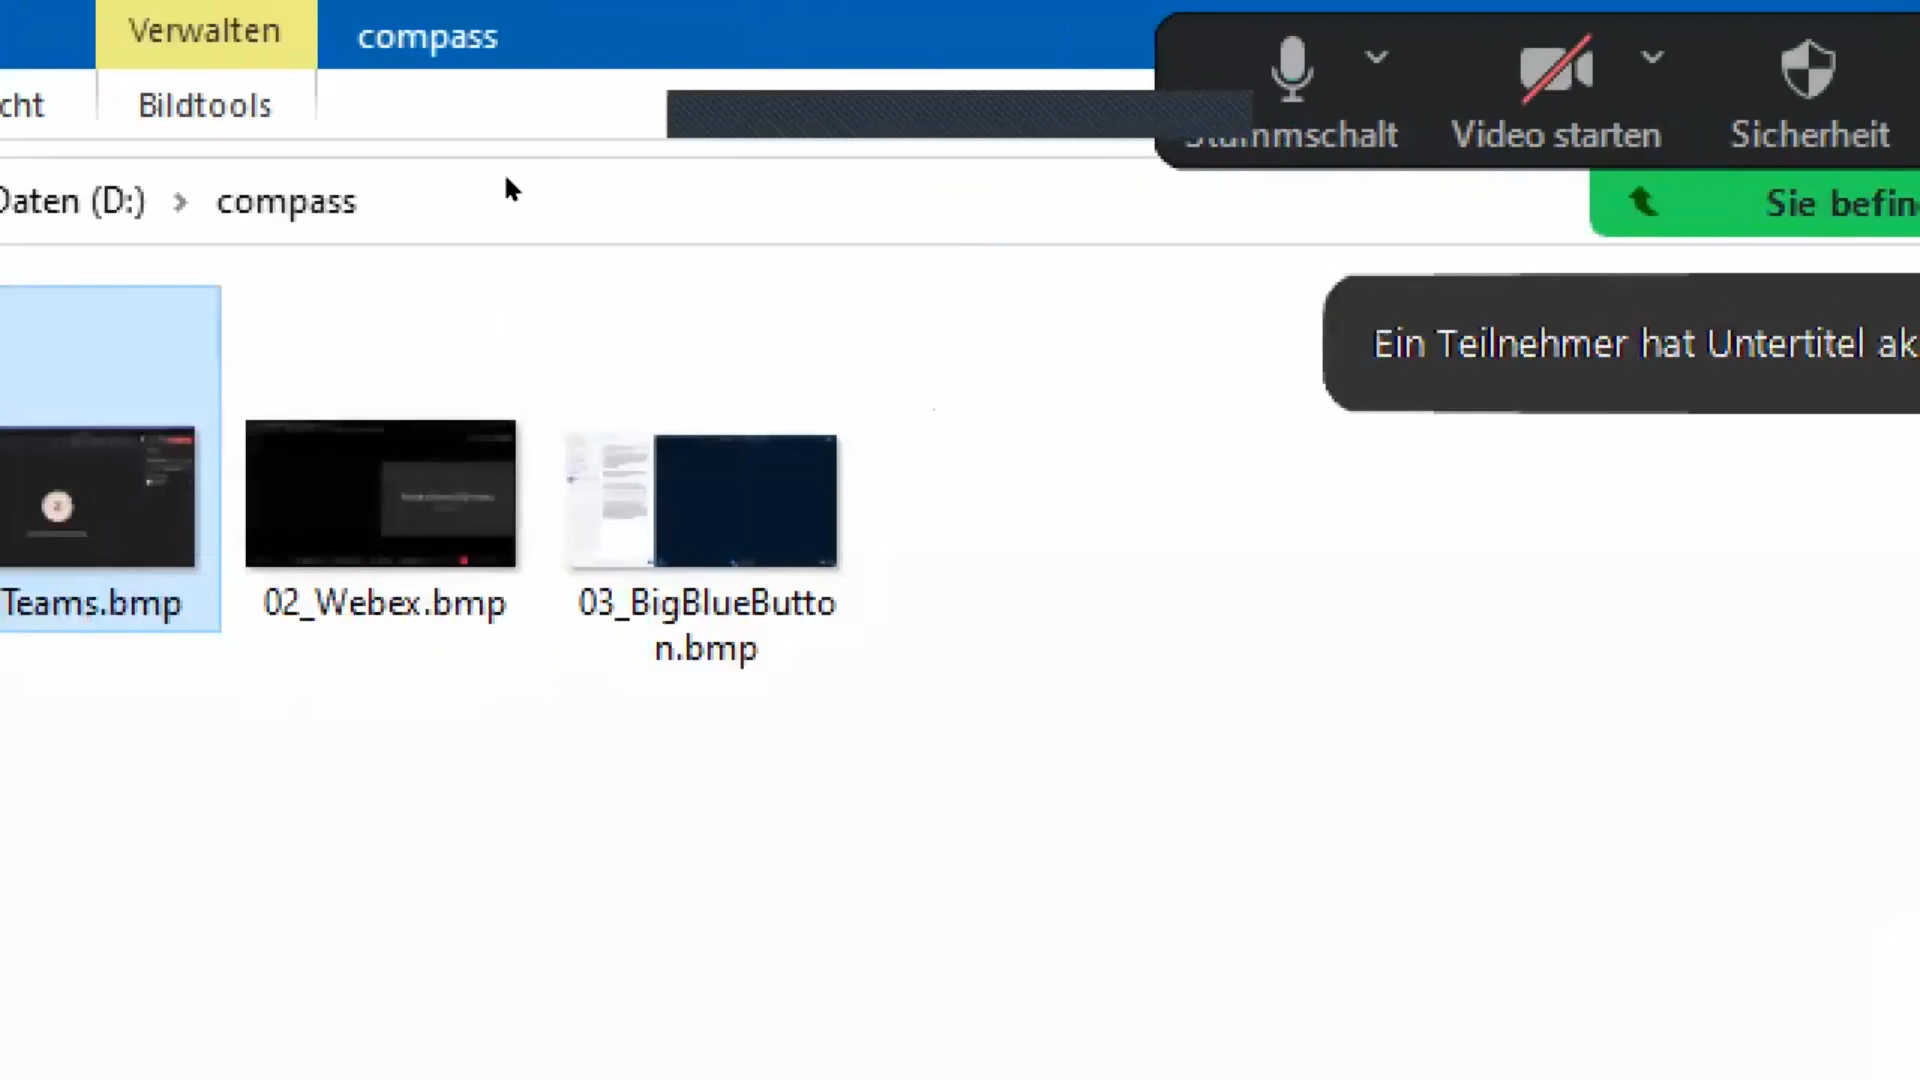 Verwalten
compass
cht
Bildtools
Stummschalt
Video starten
Sicherheit
Daten (D:) > compass
Sie befin
Ein Teilnehmer hat Untertitel ak
Teams.bmp
02_Webex.bmp
03_BigBlueButto
n.bmp